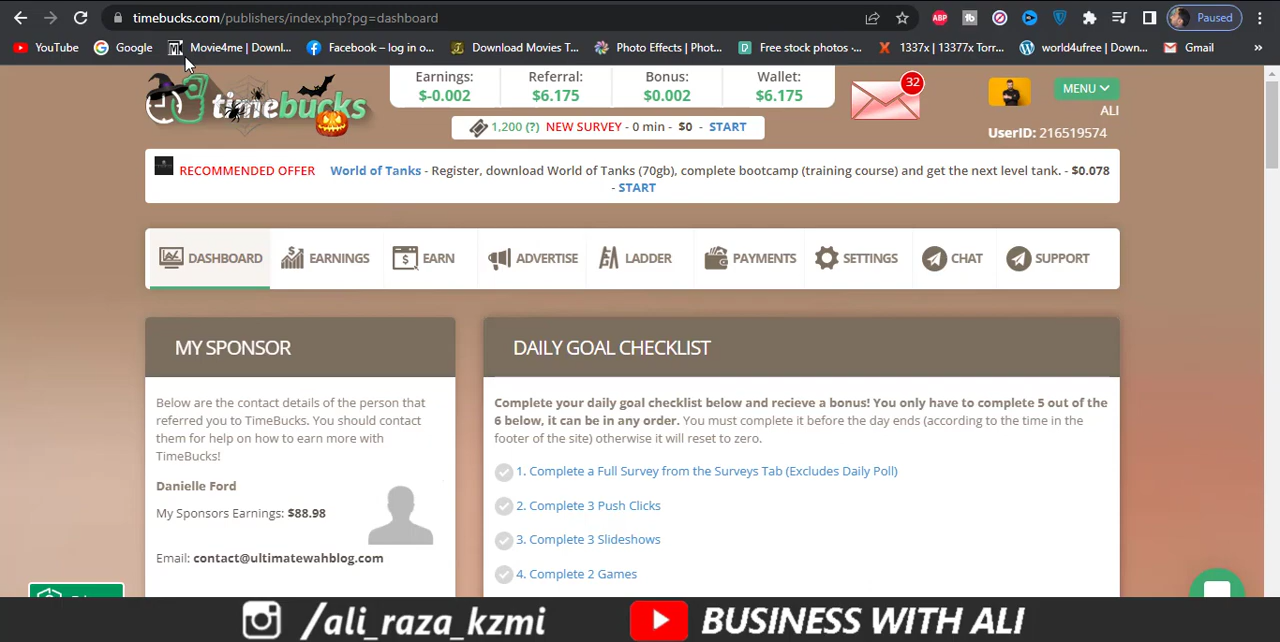 timebucks.com/publishers/index.php?pg=dashboard
ABP
Paused
YouTube
Google
Movie4me | Downl...
Facebook – log in o...
Download Movies T...
Photo Effects | Phot...
Free stock photos -...
1337x | 13377x Torr...
world4ufree | Down...
Gmail
»
timebucks
Earnings:
$-0.002
Referral:
$6.175
Bonus:
$0.002
Wallet:
$6.175
32
MENU
ALI
UserID: 216519574
1,200 (?) NEW SURVEY - 0 min - $0 - START
RECOMMENDED OFFER World of Tanks - Register, download World of Tanks (70gb), complete bootcamp (training course) and get the next level tank. - $0.078
- START
DASHBOARD
EARNINGS
EARN
ADVERTISE
LADDER
PAYMENTS
SETTINGS
CHAT
SUPPORT
MY SPONSOR
Below are the contact details of the person that
referred you to TimeBucks. You should contact
them for help on how to earn more with
TimeBucks!
Danielle Ford
My Sponsors Earnings: $88.98
Email: contact@ultimatewahblog.com
DAILY GOAL CHECKLIST
Complete your daily goal checklist below and recieve a bonus! You only have to complete 5 out of the
6 below, it can be in any order. You must complete it before the day ends (according to the time in the
footer of the site) otherwise it will reset to zero.
1. Complete a Full Survey from the Surveys Tab (Excludes Daily Poll)
2. Complete 3 Push Clicks
3. Complete 3 Slideshows
4. Complete 2 Games
/ali_raza_kzmi
BUSINESS WITH ALI